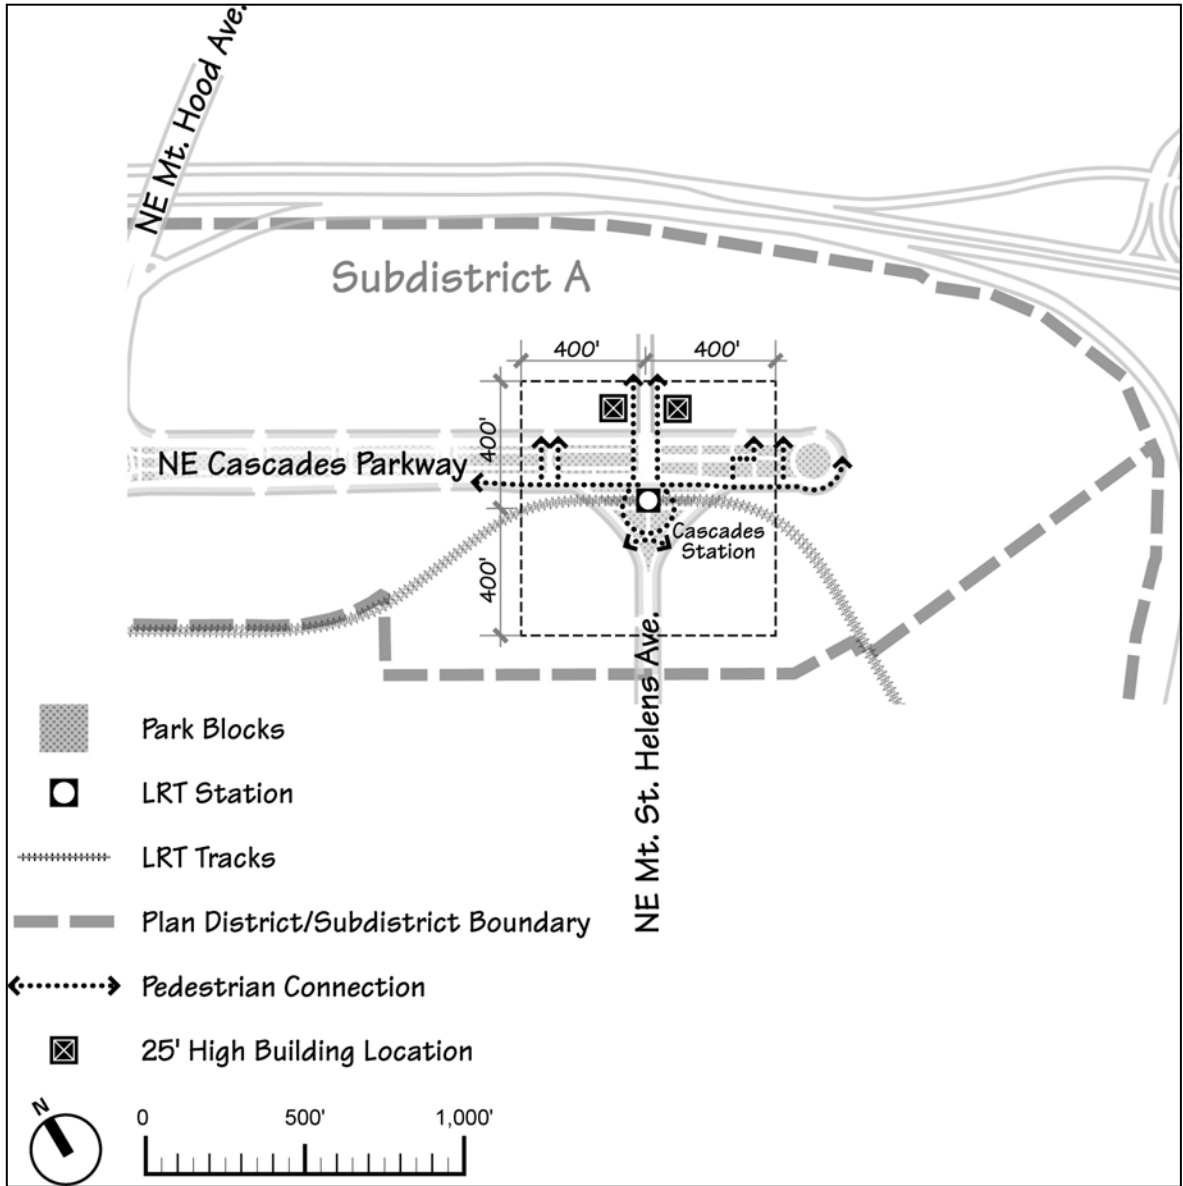 NE Mt. Hood Ave.
Subdistrict A
400'
400'
400'
NE Cascades Parkway
Cascades
Station
400'
NE Mt. St. Helens Ave.
Park Blocks
LRT Station
LRT Tracks
Plan District/Subdistrict Boundary
Pedestrian Connection
25' High Building Location
N
0
500'
1,000'